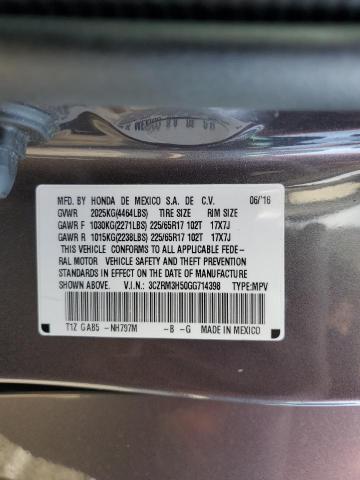 MFD. BY HONDA DE MEXICO S.A. DE C.V. 06/'16
GVWR 2025KG(4464LBS) TIRE SIZE RIM SIZE
GAWR F 1030KG(2271LBS) 225/65R17 102T 17X7J
GAWR R 1015KG(2238LBS) 225/65R17 102T 17X7J
THIS VEHICLE CONFORMS TO ALL APPLICABLE FEDE-
RAL MOTOR VEHICLE SAFETY AND THEFT PREVENTION
STANDARDS IN EFFECT ON THE DATE OF MANUFACTURE
SHOWN ABOVE. V.I.N.: 3CZRM3H50GG714398 TYPE:MPV
T1Z GAB5 -NH797M -B -G MADE IN MEXICO